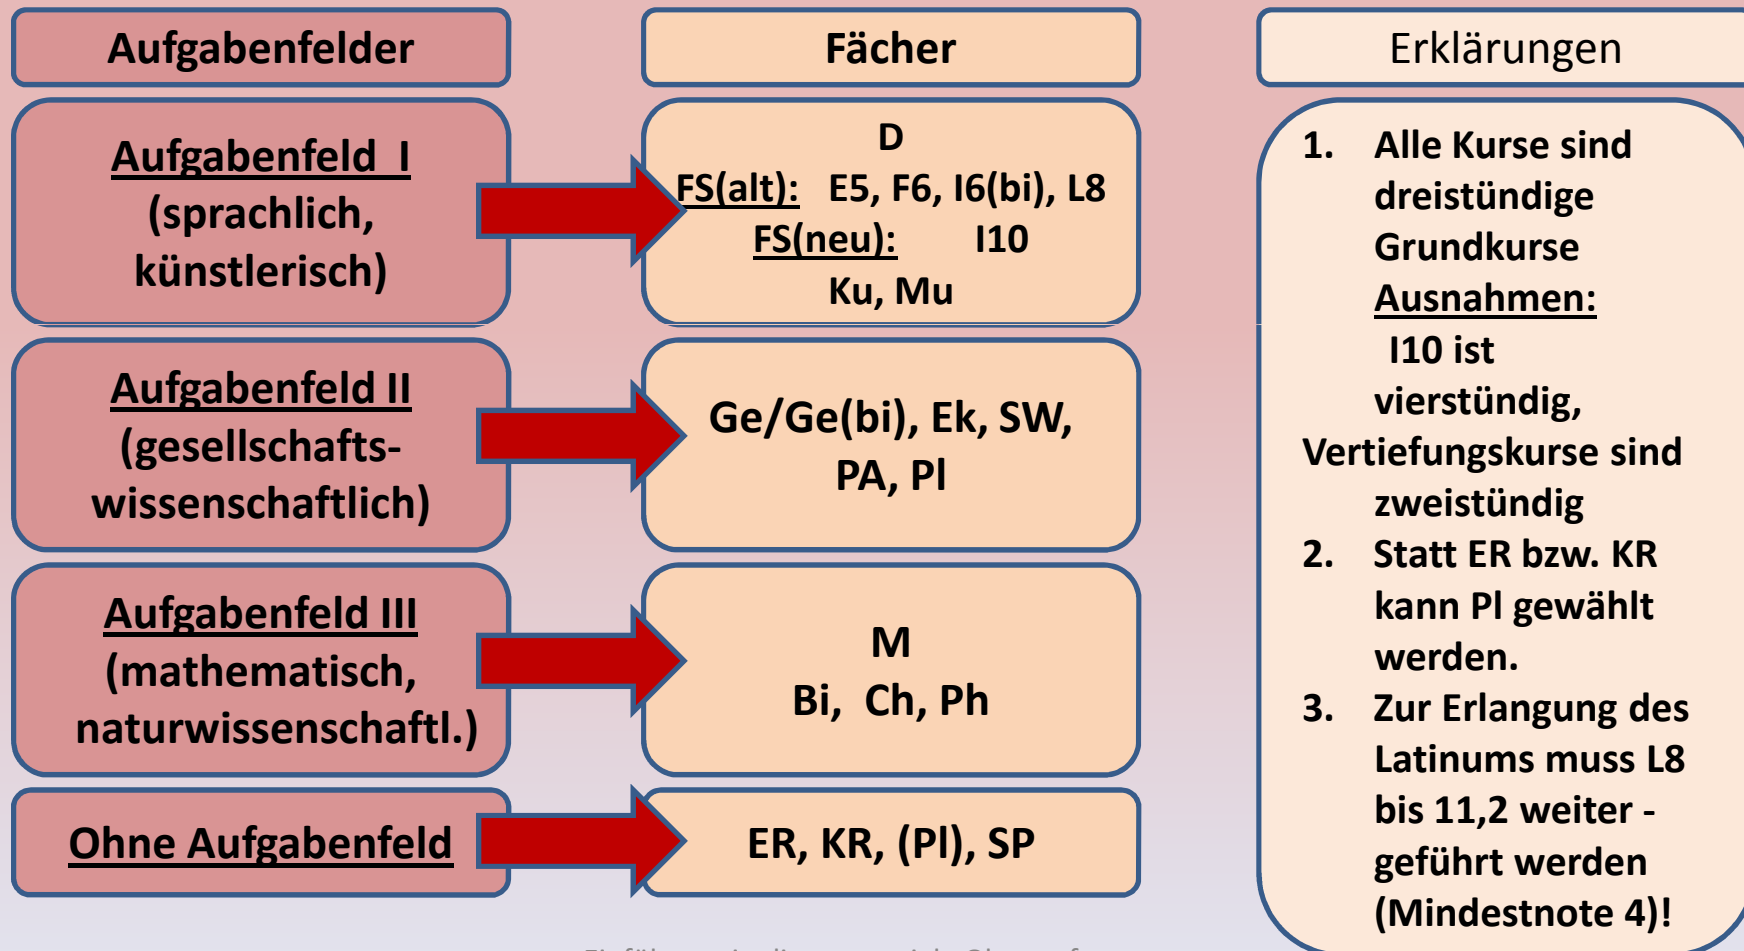 Aufgabenfelder
Fächer
Erklärungen
Aufgabenfeld I
(sprachlich,
künstlerisch)
D
FS(alt): E5, F6, I6(bi), L8
FS(neu): I10
Ku, Mu
Aufgabenfeld II
(gesellschafts-
wissenschaftlich)
Ge/Ge(bi), Ek, SW,
PA, Pl
Aufgabenfeld III
(mathematisch,
naturwissenschaftl.)
M
Bi, Ch, Ph
Ohne Aufgabenfeld
ER, KR, (Pl), SP
1. Alle Kurse sind
dreistündige
Grundkurse
Ausnahmen:
I10 ist
vierstündig,
Vertiefungskurse sind
zweistündig
2. Statt ER bzw. KR
kann Pl gewählt
werden.
3. Zur Erlangung des
Latinums muss L8
bis 11,2 weiter -
geführt werden
(Mindestnote 4)!